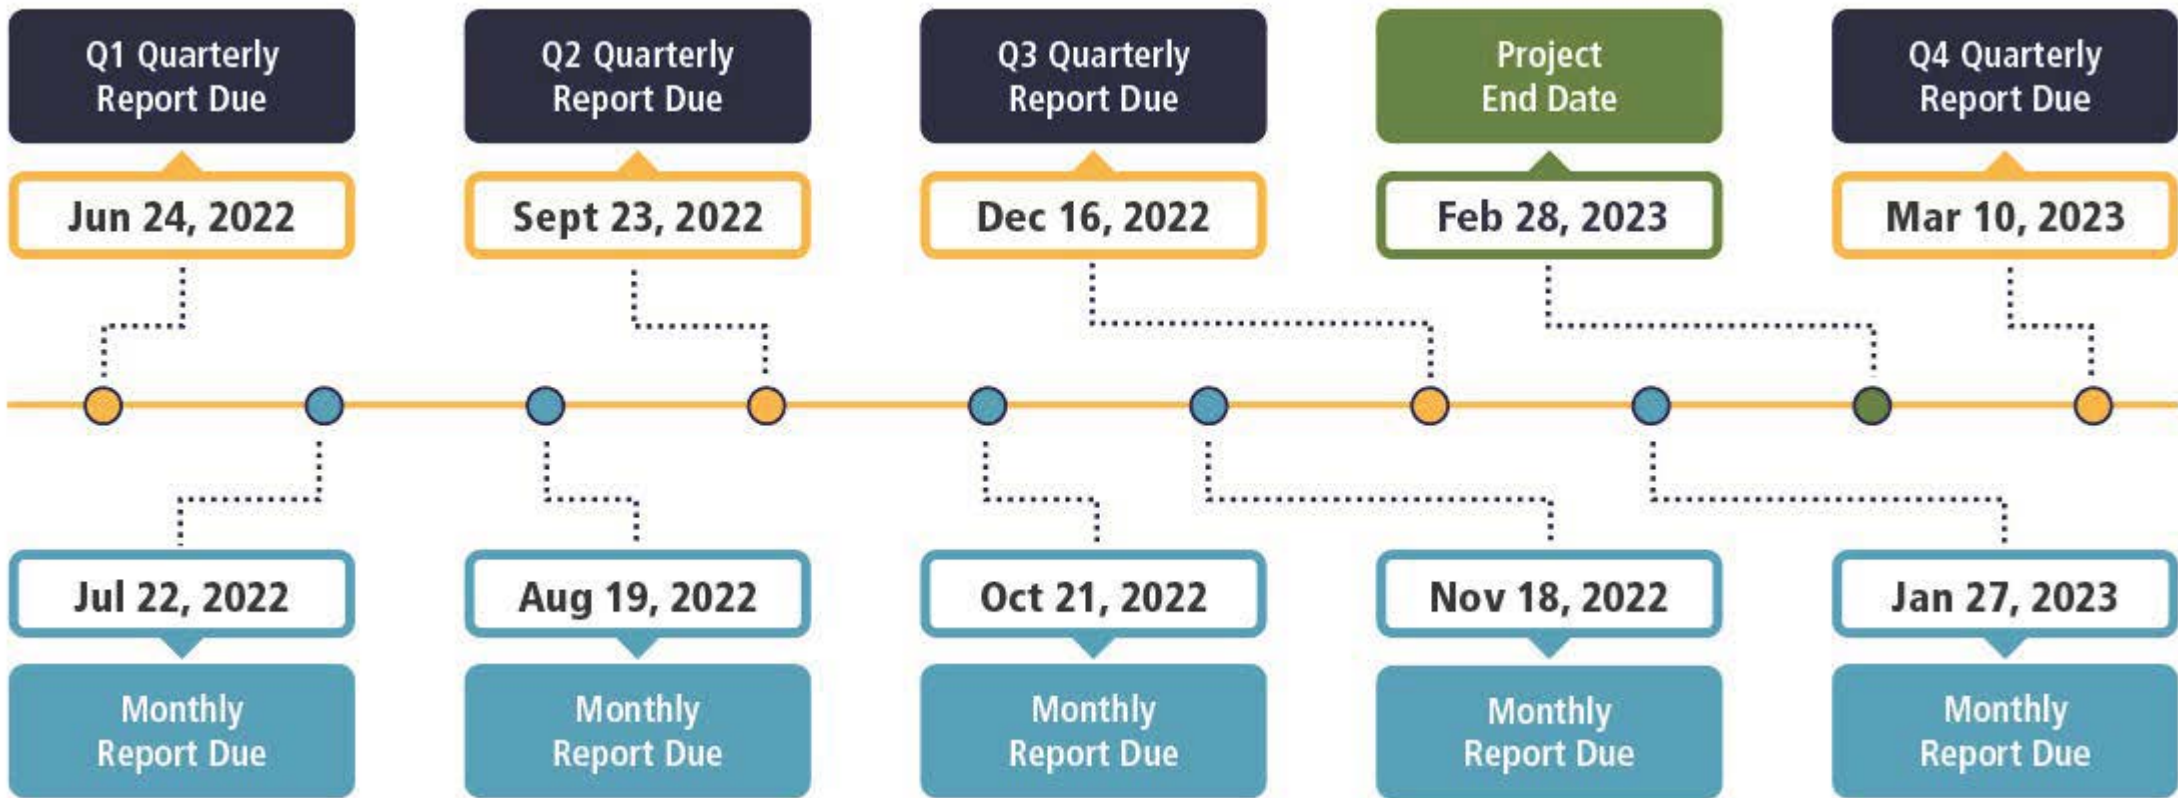 Q1 Quarterly
Report Due
Jun 24, 2022
Q2 Quarterly
Report Due
Sept 23, 2022
Q3 Quarterly
Report Due
Dec 16, 2022
Project
End Date
Feb 28, 2023
Q4 Quarterly
Report Due
Mar 10, 2023
Jul 22, 2022
Monthly
Report Due
Aug 19, 2022
Monthly
Report Due
Oct 21, 2022
Monthly
Report Due
Nov 18, 2022
Monthly
Report Due
Jan 27, 2023
Monthly
Report Due